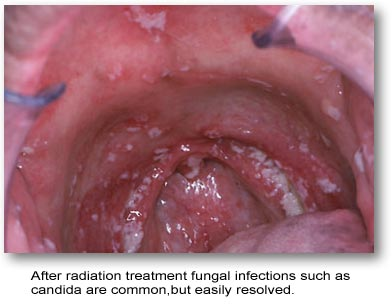 After radiation treatment fungal infections such as
candida are common,but easily resolved.